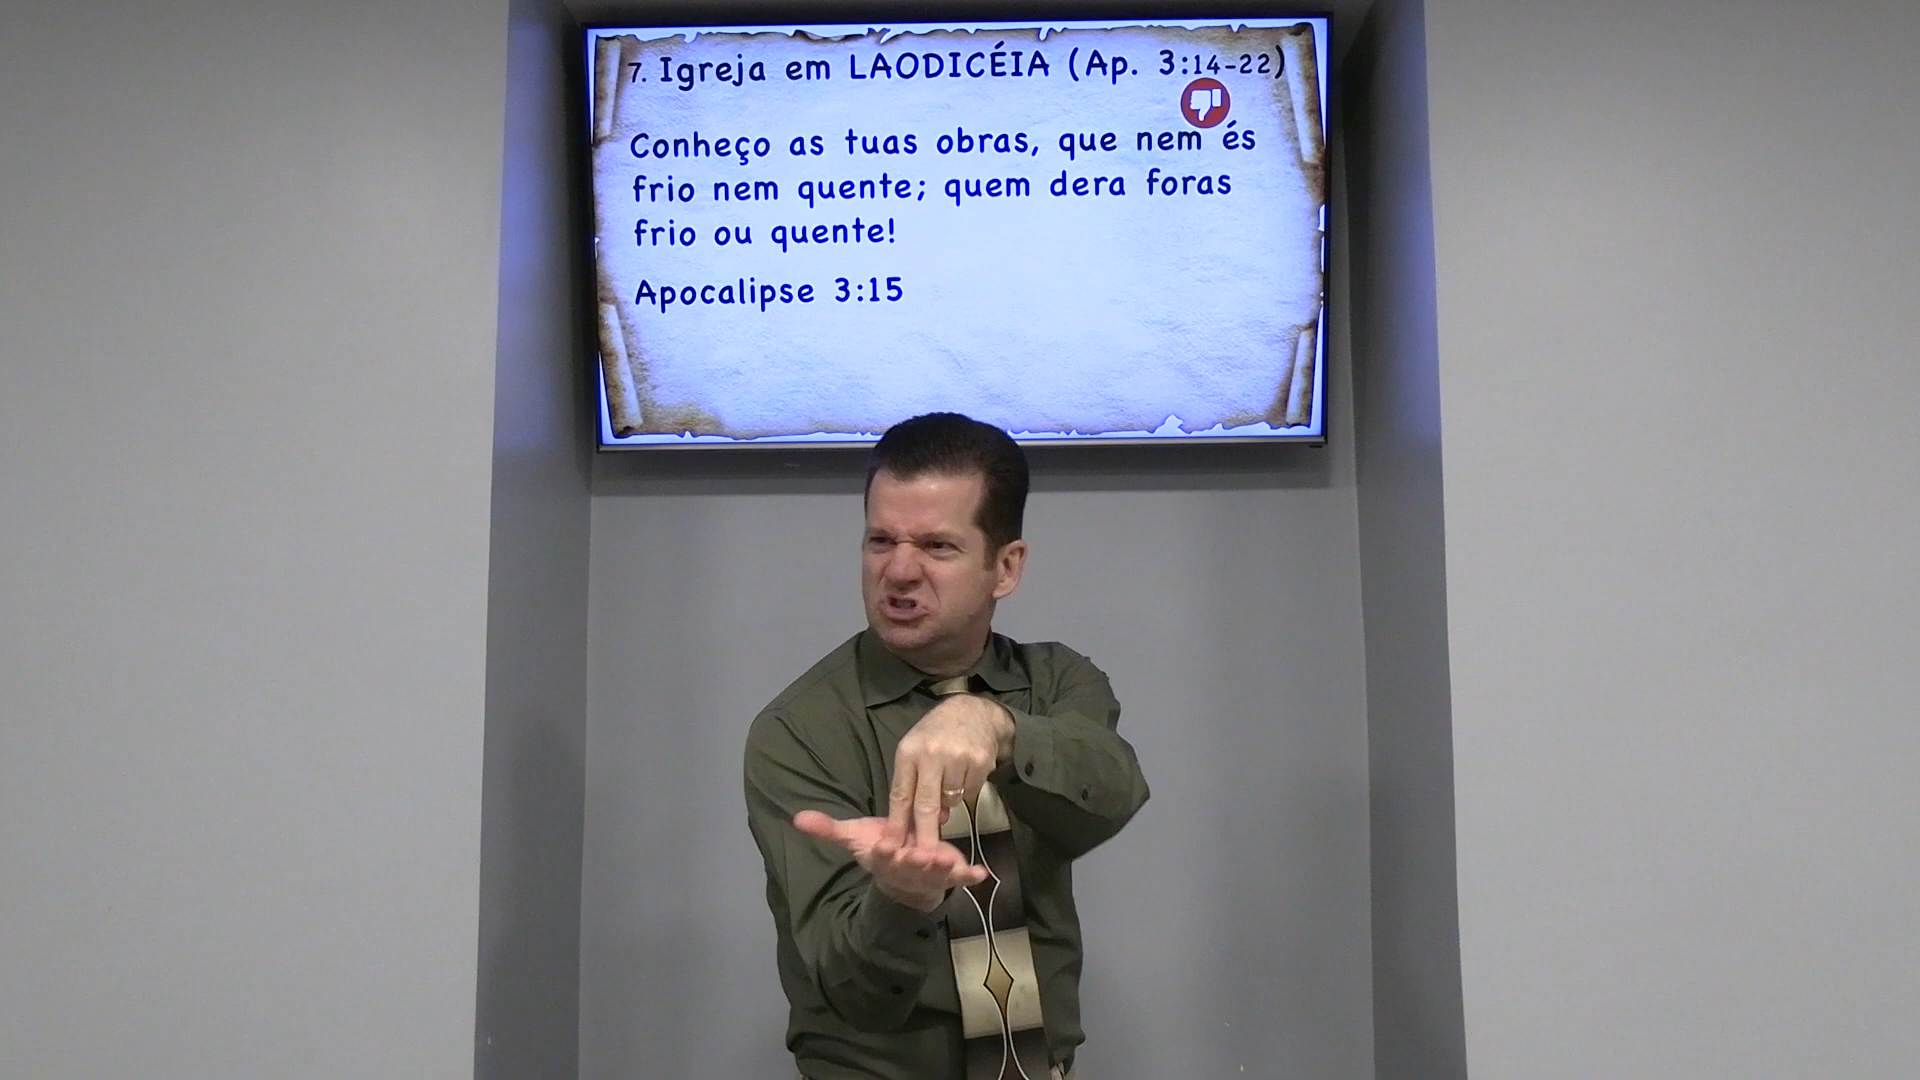 7. Igreja em LAODICÉIA (Ap. 3:14-22)
Conheço as tuas obras, que nem és
frio nem quente; quem dera foras
frio ou quente!
Apocalipse 3:15